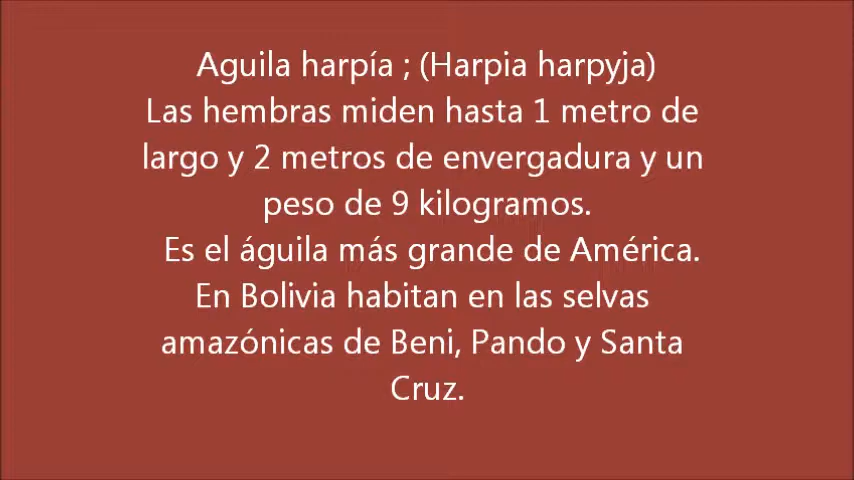 Aguila harpía ; (Harpia harpyja)
Las hembras miden hasta 1 metro de
largo y 2 metros de envergadura y un
peso de 9 kilogramos.
Es el águila más grande de América.
En Bolivia habitan en las selvas
amazónicas de Beni, Pando y Santa
Cruz.